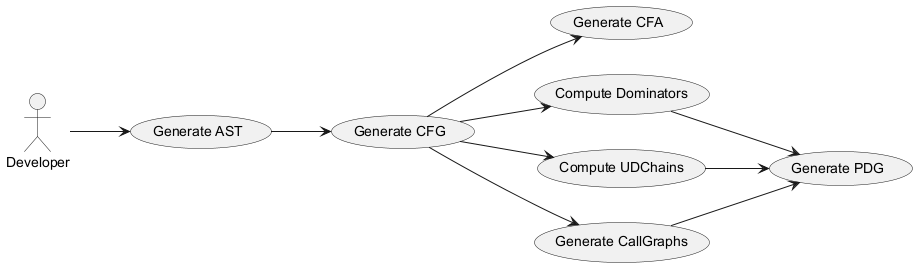 Generate CFA
Compute Dominators
Developer
Generate AST
Generate CFG
Compute UDChains
Generate PDG
Generate CallGraphs